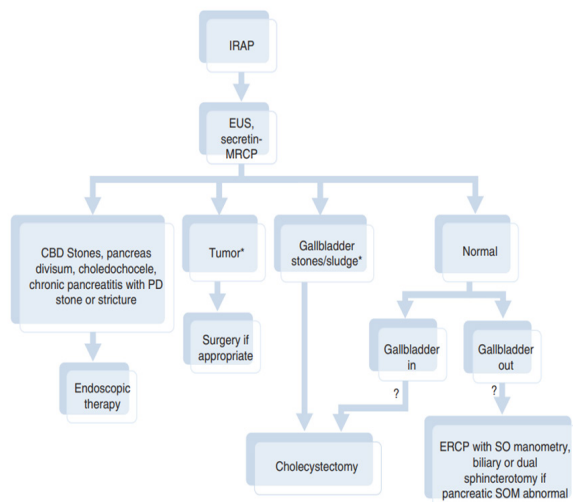 IRAP
EUS,
secretin-
MRCP
CBD Stones, pancreas
divisum, choledochocele,
chronic pancreatitis with PD
stone or stricture
Tumor*
Gallbladder
stones/sludge*
Normal
Surgery if
appropriate
Gallbladder
in
Gallbladder
out
Endoscopic
therapy
?
?
Cholecystectomy
ERCP with SO manometry,
biliary or dual
sphincterotomy if
pancreatic SOM abnormal